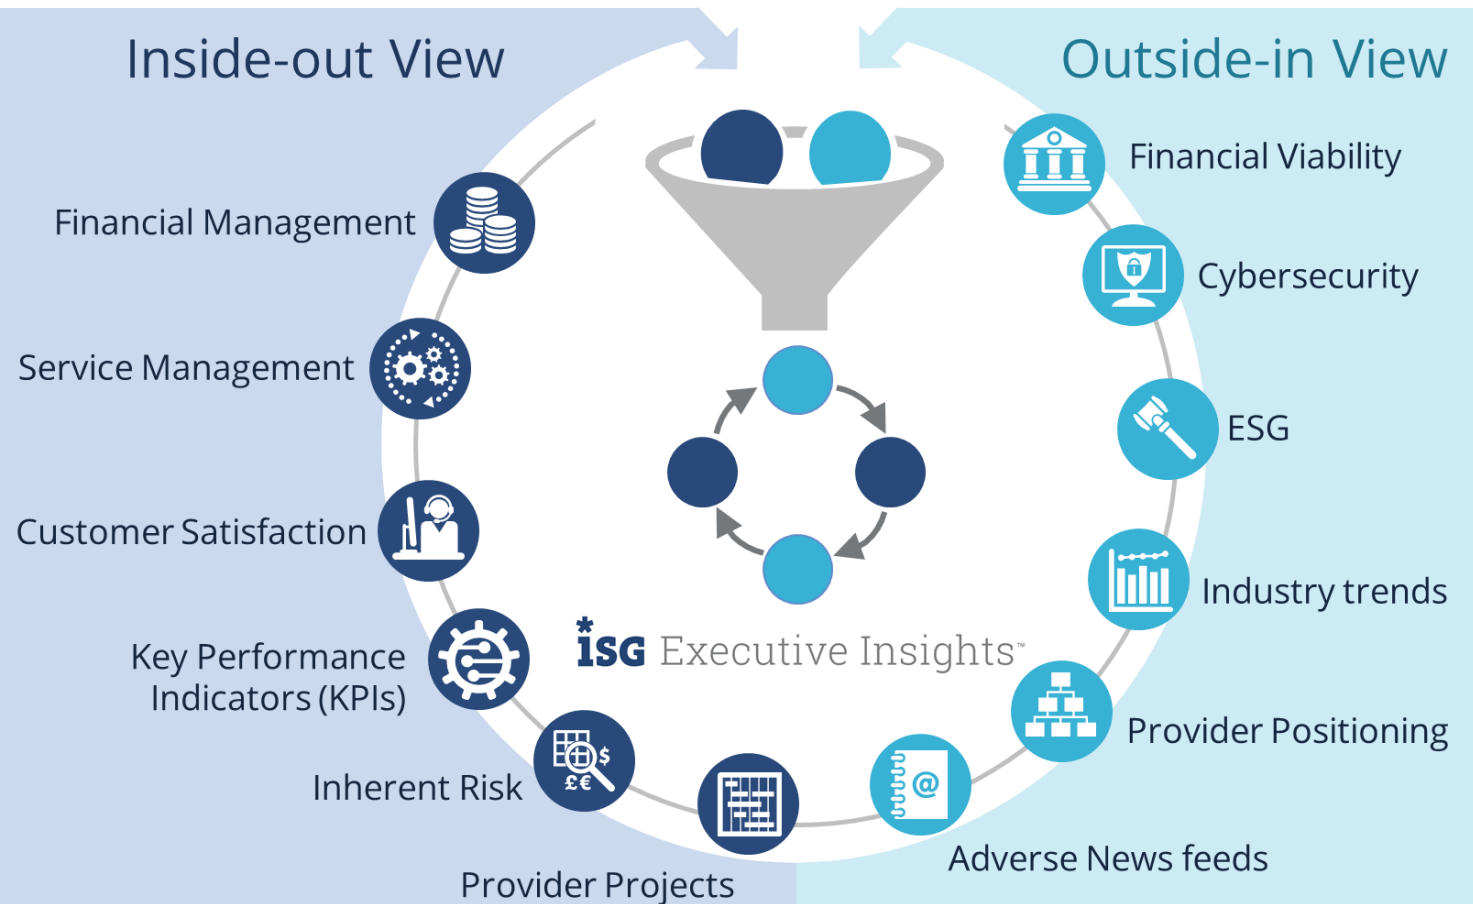 Inside-out View
Financial Management
Service Management
Customer Satisfaction
Key Performance
Indicators (KPIs)
Inherent Risk
$
£€
Provider Projects
Outside-in View
Financial Viability
Cybersecurity
ESG
Industry trends
Provider Positioning
@
Adverse News feeds
*ISG Executive Insights™